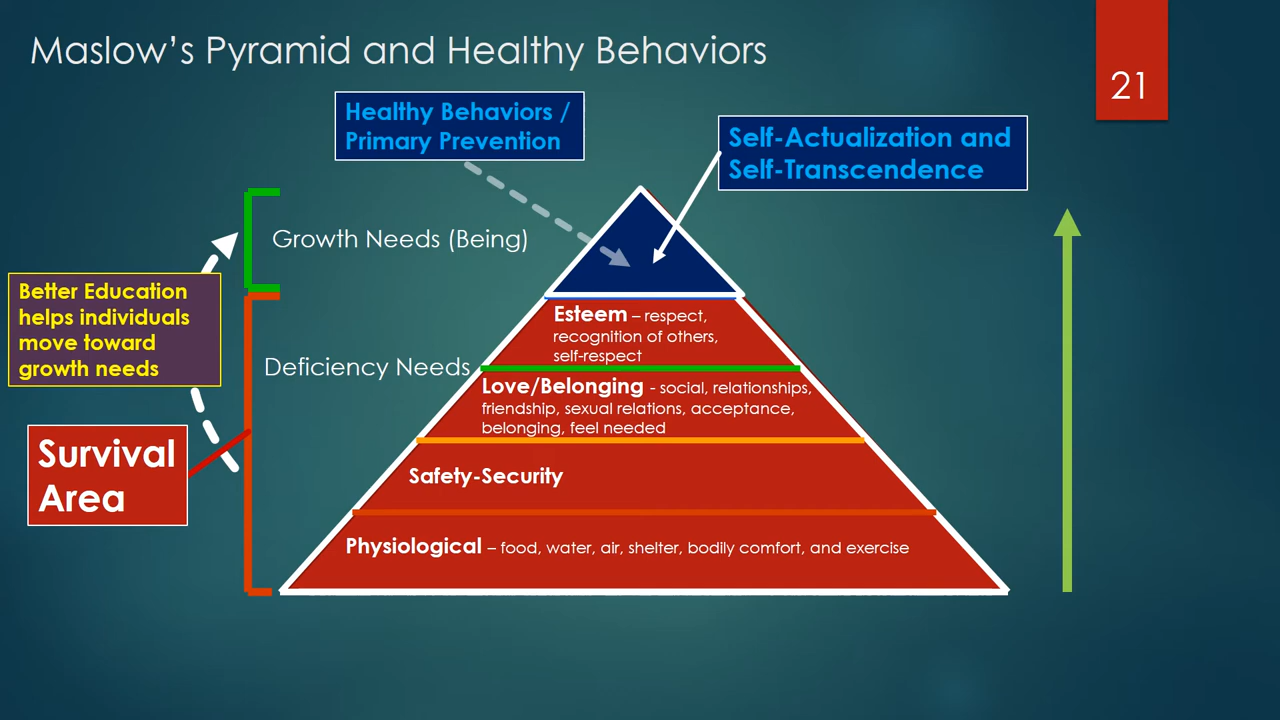 Maslow’s Pyramid and Healthy Behaviors
21
Healthy Behaviors /
Primary Prevention
Self-Actualization and
Self-Transcendence
Growth Needs (Being)
Better Education
helps individuals
move toward
growth needs
Deficiency Needs
Survival
Area
Esteem – respect,
recognition of others,
self-respect
Love/Belonging - social, relationships,
friendship, sexual relations, acceptance,
belonging, feel needed
Safety-Security
Physiological – food, water, air, shelter, bodily comfort, and exercise